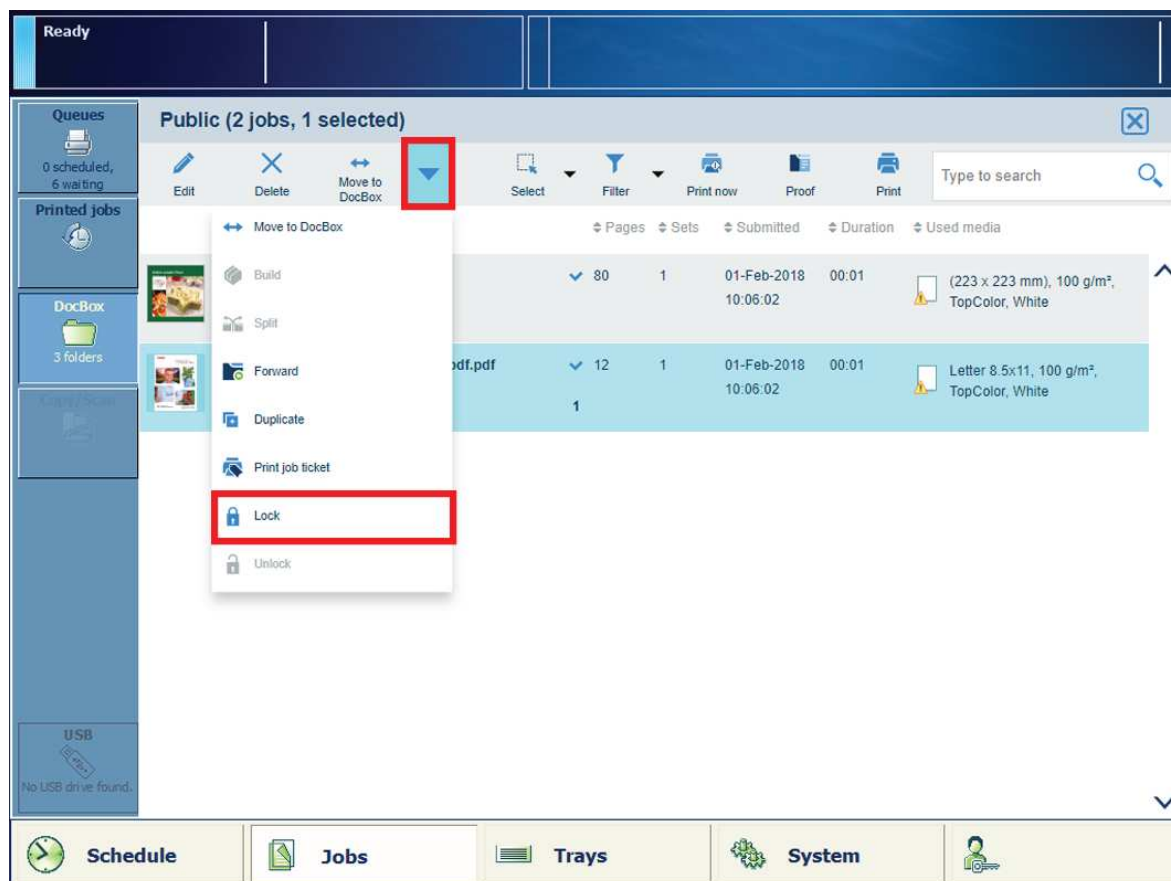 Ready
Queues
0 scheduled,
6 waiting
Printed jobs
DocBox
3 folders
Copy/Scan
USB
No USB drive found.
Public (2 jobs, 1 selected)
Edit
Delete
Move to
DocBox
Select
Filter
Print now
Proof
Print
Type to search
Pages
Sets
Submitted
Duration
Used media
Move to DocBox
Build
Split
Forward
Duplicate
Print job ticket
Lock
Unlock
80
1
01-Feb-2018
10:06:02
00:01
(223 x 223 mm), 100 g/m²,
TopColor, White
pdf.pdf
12
1
01-Feb-2018
10:06:02
00:01
Letter 8.5x11, 100 g/m²,
TopColor, White
1
Schedule
Jobs
Trays
System